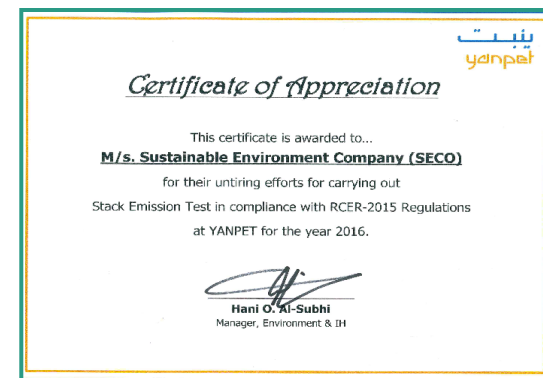 ينبت
yanpet
Certificate of Appreciation
This certificate is awarded to...
M/s. Sustainable Environment Company (SECO)
for their untiring efforts for carrying out
Stack Emission Test in compliance with RCER-2015 Regulations
at YANPET for the year 2016.
Hani O. Al-Subhi
Manager, Environment & IH